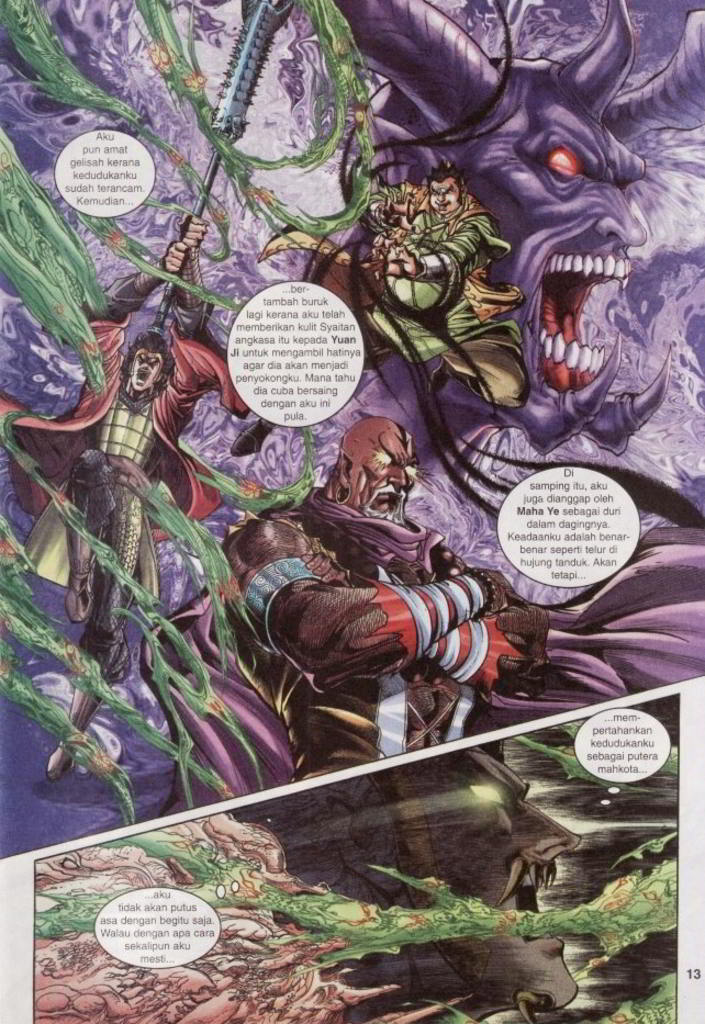 Aku
pun amat
gelisah kerana
kedudukanku
sudah terancam.
Kemudian...
...ber-
tambah buruk
lagi kerana aku telah
memberikan kulit Syaitan
angkasa itu kepada Yuan
Ji untuk mengambil hatinya
agar dia akan menjadi
penyokongku. Mana tahu
dia cuba bersaing
dengan aku ini
pula.
Di
samping itu, aku
juga dianggap oleh
Maha Ye sebagai duri
dalam dagingnya.
Keadaanku adalah benar-
benar seperti telur di
hujung tanduk. Akan
tetapi...
...mem-
pertahankan
kedudukanku
sebagai putera
mahkota...
...aku
tidak akan putus
asa dengan begitu saja.
Walau dengan apa cara
sekalipun aku
mesti...
13